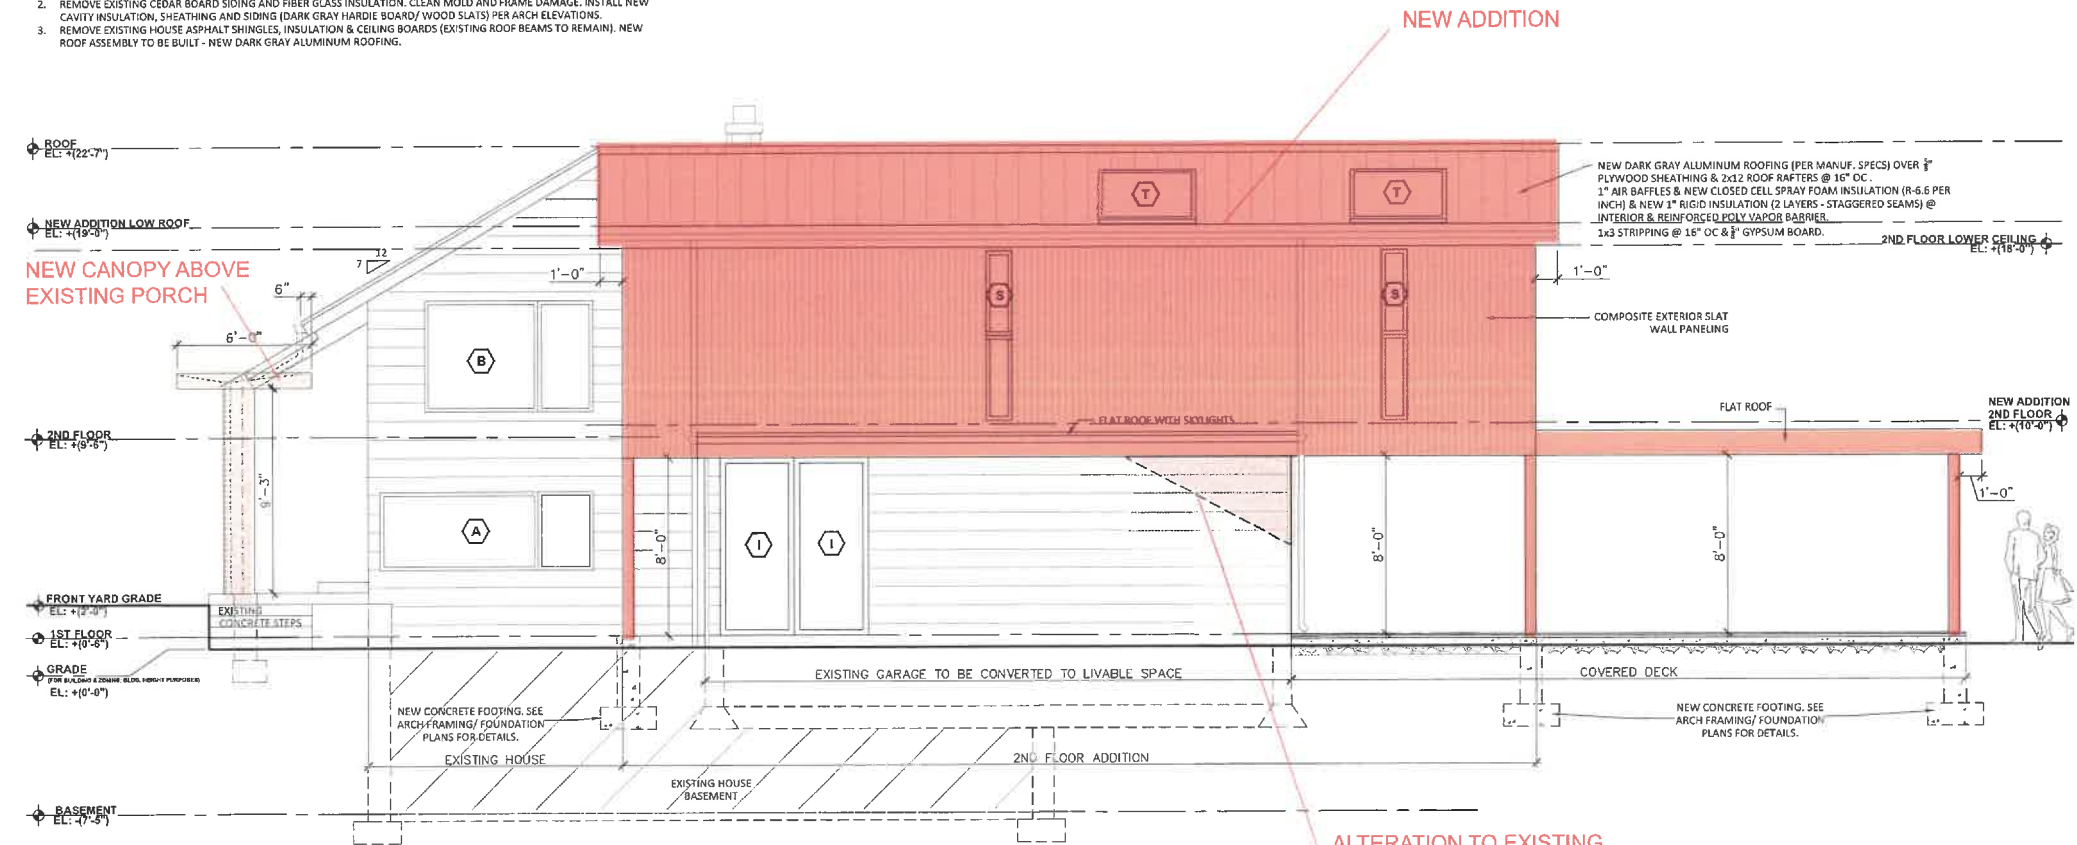 2. REMOVE EXISTING CEDAR BOARD SIDING AND FIBER GLASS INSULATION. CLEAN MOLD AND FRAME DAMAGE. INSTALL NEW
CAVITY INSULATION, SHEATHING AND SIDING (DARK GRAY HARDIE BOARD/ WOOD SLATS) PER ARCH ELEVATIONS.
3. REMOVE EXISTING HOUSE ASPHALT SHINGLES, INSULATION & CEILING BOARDS (EXISTING ROOF BEAMS TO REMAIN). NEW
ROOF ASSEMBLY TO BE BUILT - NEW DARK GRAY ALUMINUM ROOFING.
NEW ADDITION
ROOF
EL: +(22'-7")
NEW DARK GRAY ALUMINUM ROOFING (PER MANUF. SPECS) OVER
PLYWOOD SHEATHING & 2x12 ROOF RAFTERS @ 16" OC.
1" AIR BAFFLES & NEW CLOSED CELL SPRAY FOAM INSULATION (R-6.6 PER
INCH) & NEW 1" RIGID INSULATION (2 LAYERS - STAGGERED SEAMS) @
INTERIOR & REINFORCED POLY VAPOR BARRIER.
1x3 STRIPPING @ 16" OC & GYPSUM BOARD.
T
T
NEW ADDITION LOW ROOF
EL: +(19'-0")
2ND FLOOR LOWER CEILING
EL: +(18'-0")
12
7
NEW CANOPY ABOVE
EXISTING PORCH
1'-0"
1'-0"
6"
S
S
COMPOSITE EXTERIOR SLAT
WALL PANELING
6'-0"
B
FLAT ROOF
NEW ADDITION
2ND FLOOR
EL: +(10'-0")
FLAT ROOF WITH SKYLIGHTS
2ND FLOOR
EL: +(9'-6")
9'-3"
1'-0"
A
I
I
8'-0"
8'-0"
8'-0"
FRONT YARD GRADE
EL: +(2'-0")
EXISTING
CONCRETE STEPS
1ST FLOOR
EL: +(0'-6")
GRADE
(FOR BUILDING & ZONING: BLDG. HEIGHT PURPOSES)
EL: +(0'-0")
EXISTING GARAGE TO BE CONVERTED TO LIVABLE SPACE
COVERED DECK
NEW CONCRETE FOOTING. SEE
ARCH FRAMING/ FOUNDATION
PLANS FOR DETAILS.
NEW CONCRETE FOOTING. SEE
ARCH FRAMING/ FOUNDATION
PLANS FOR DETAILS.
EXISTING HOUSE
2ND FLOOR ADDITION
EXISTING HOUSE
BASEMENT
BASEMENT
EL: -(7'-5")
ALTERATION TO EXISTING